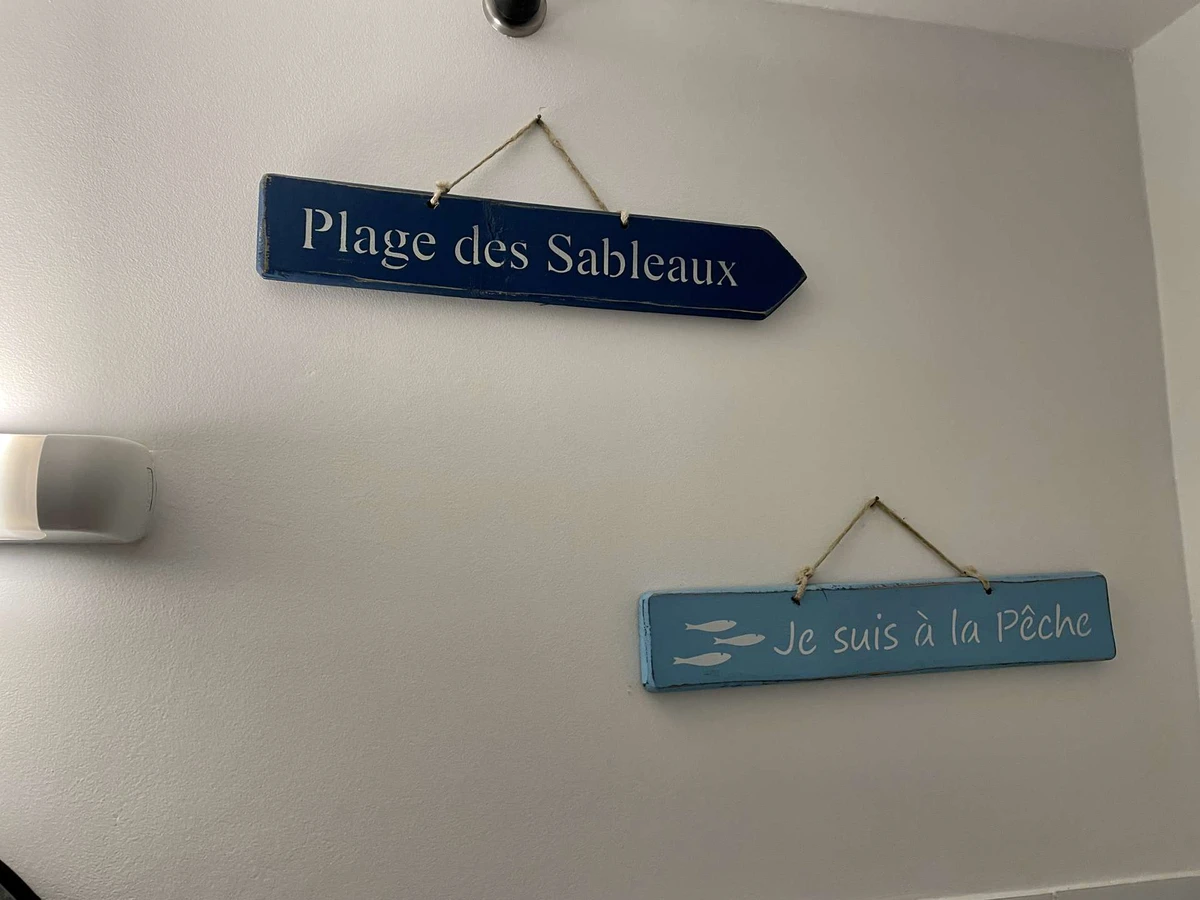 Plage des Sableaux
Je suis à la Pêche